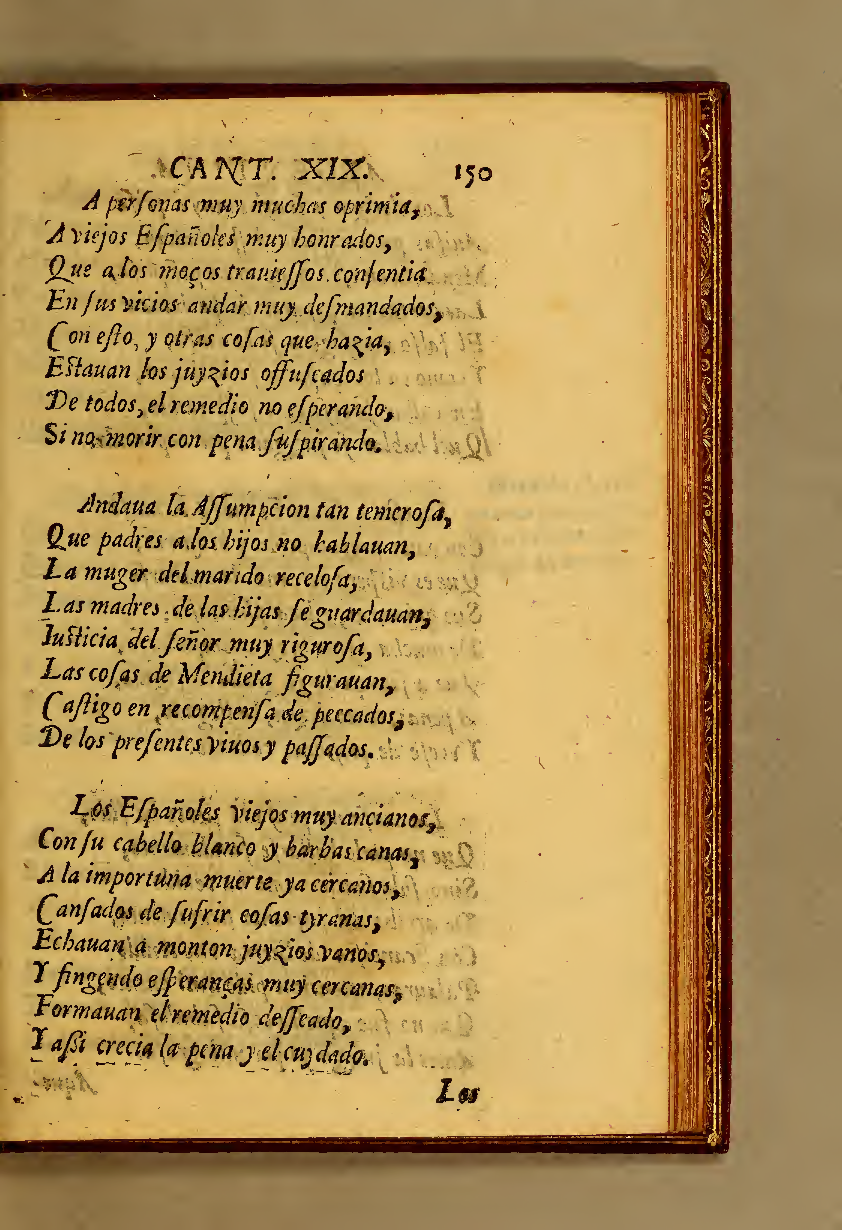 CANT. XIX. 150
A perſonas muy muchas oprimia,
A viejos Eſpañoles muy honrados,
Que a los moços trauieſſos conſentia
En ſus vicios andar muy deſmandados,
Con eſto, y otras coſas que hazia,
Eſtauan los juyzios offuſcados
De todos, el remedio no eſperando,
Si no morir con pena ſuſpirando.
Andaua la Aſſumpcion tan temeroſa,
Que padres a los hijos no hablauan,
La muger del marido receloſa,
Las madres de las hijas ſe guardauan,
Iuſticia del ſeñor muy riguroſa,
Las coſas de Mendieta figurauan,
Caſtigo en recompenſa de peccados,
De los preſentes viuos y paſſados.
Los Eſpañoles viejos muy ancianos,
Con ſu cabello blanco y barbas canas,
A la importuna muerte ya cercanos,
Canſados de ſufrir coſas tyranas,
Echauan a monton juyzios vanos,
Y fingendo eſperanças muy cercanas,
Formauan el remedio deſſeado,
Y aſsi crecia la pena y el cuydado.
Los